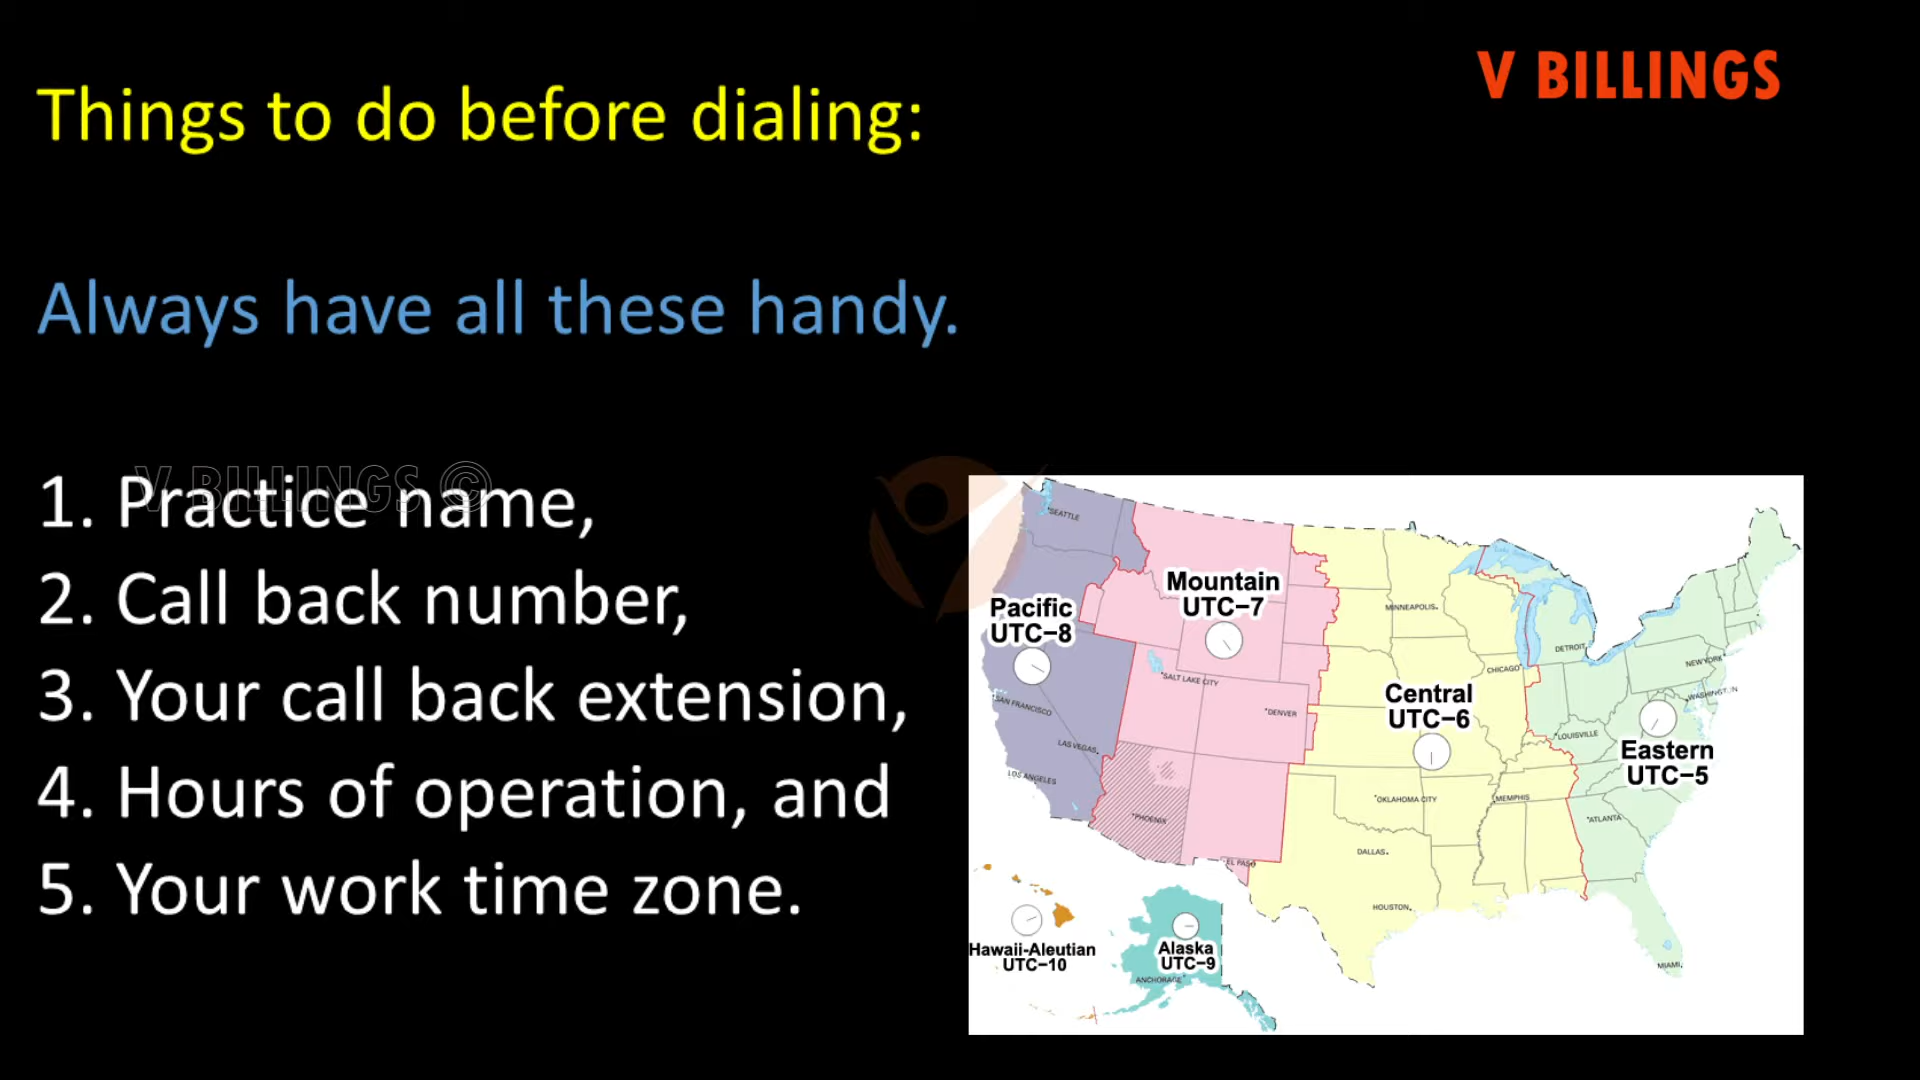 V BILLINGS
Things to do before dialing:
Always have all these handy.
V BILLINGS ©
1. Practice name,
2. Call back number,
3. Your call back extension,
4. Hours of operation, and
5. Your work time zone.
SEATTLE
Mountain
UTC−7
Pacific
UTC−8
MINNEAPOLIS
DETROIT
CHICAGO
NEW YORK
SALT LAKE CITY
WASHINGTON
Central
UTC−6
SAN FRANCISCO
DENVER
LOUISVILLE
LAS VEGAS
Eastern
UTC−5
LOS ANGELES
OKLAHOMA CITY
MEMPHIS
PHOENIX
ATLANTA
DALLAS
EL PASO
HOUSTON
Hawaii-Aleutian
UTC−10
Alaska
UTC−9
ANCHORAGE
MIAMI